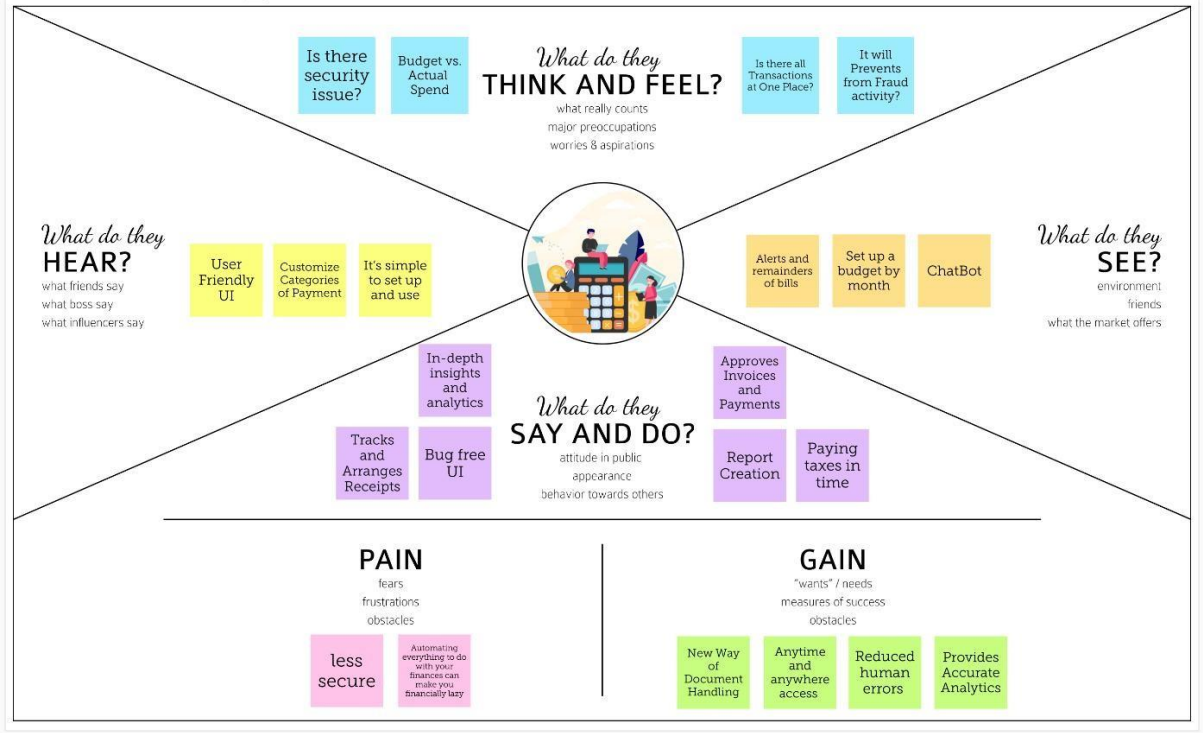 Is there
security
issue?
Budget vs.
Actual
Spend
What do they
THINK AND FEEL?
what really counts
major preoccupations
worries & aspirations
Is there all
Transactions
at One Place?
It will
Prevents
from Fraud
activity?
What do they
HEAR?
what friends say
what boss say
what influencers say
User
Friendly
UI
Customize
Categories
of Payment
It's simple
to set up
and use
Alerts and
remainders
of bills
Set up a
budget by
month
ChatBot
What do they
SEE?
environment
friends
what the market offers
In-depth
insights
and
analytics
Tracks
and
Arranges
Receipts
Bug free
UI
What do they
SAY AND DO?
attitude in public
appearance
behavior towards others
Approves
Invoices
and
Payments
Report
Creation
Paying
taxes in
time
PAIN
fears
frustrations
obstacles
less
secure
Automating
everything to do
with your
finances can
make you
financially lazy
GAIN
"wants" / needs
measures of success
obstacles
New Way
of
Document
Handling
Anytime
and
anywhere
access
Reduced
human
errors
Provides
Accurate
Analytics